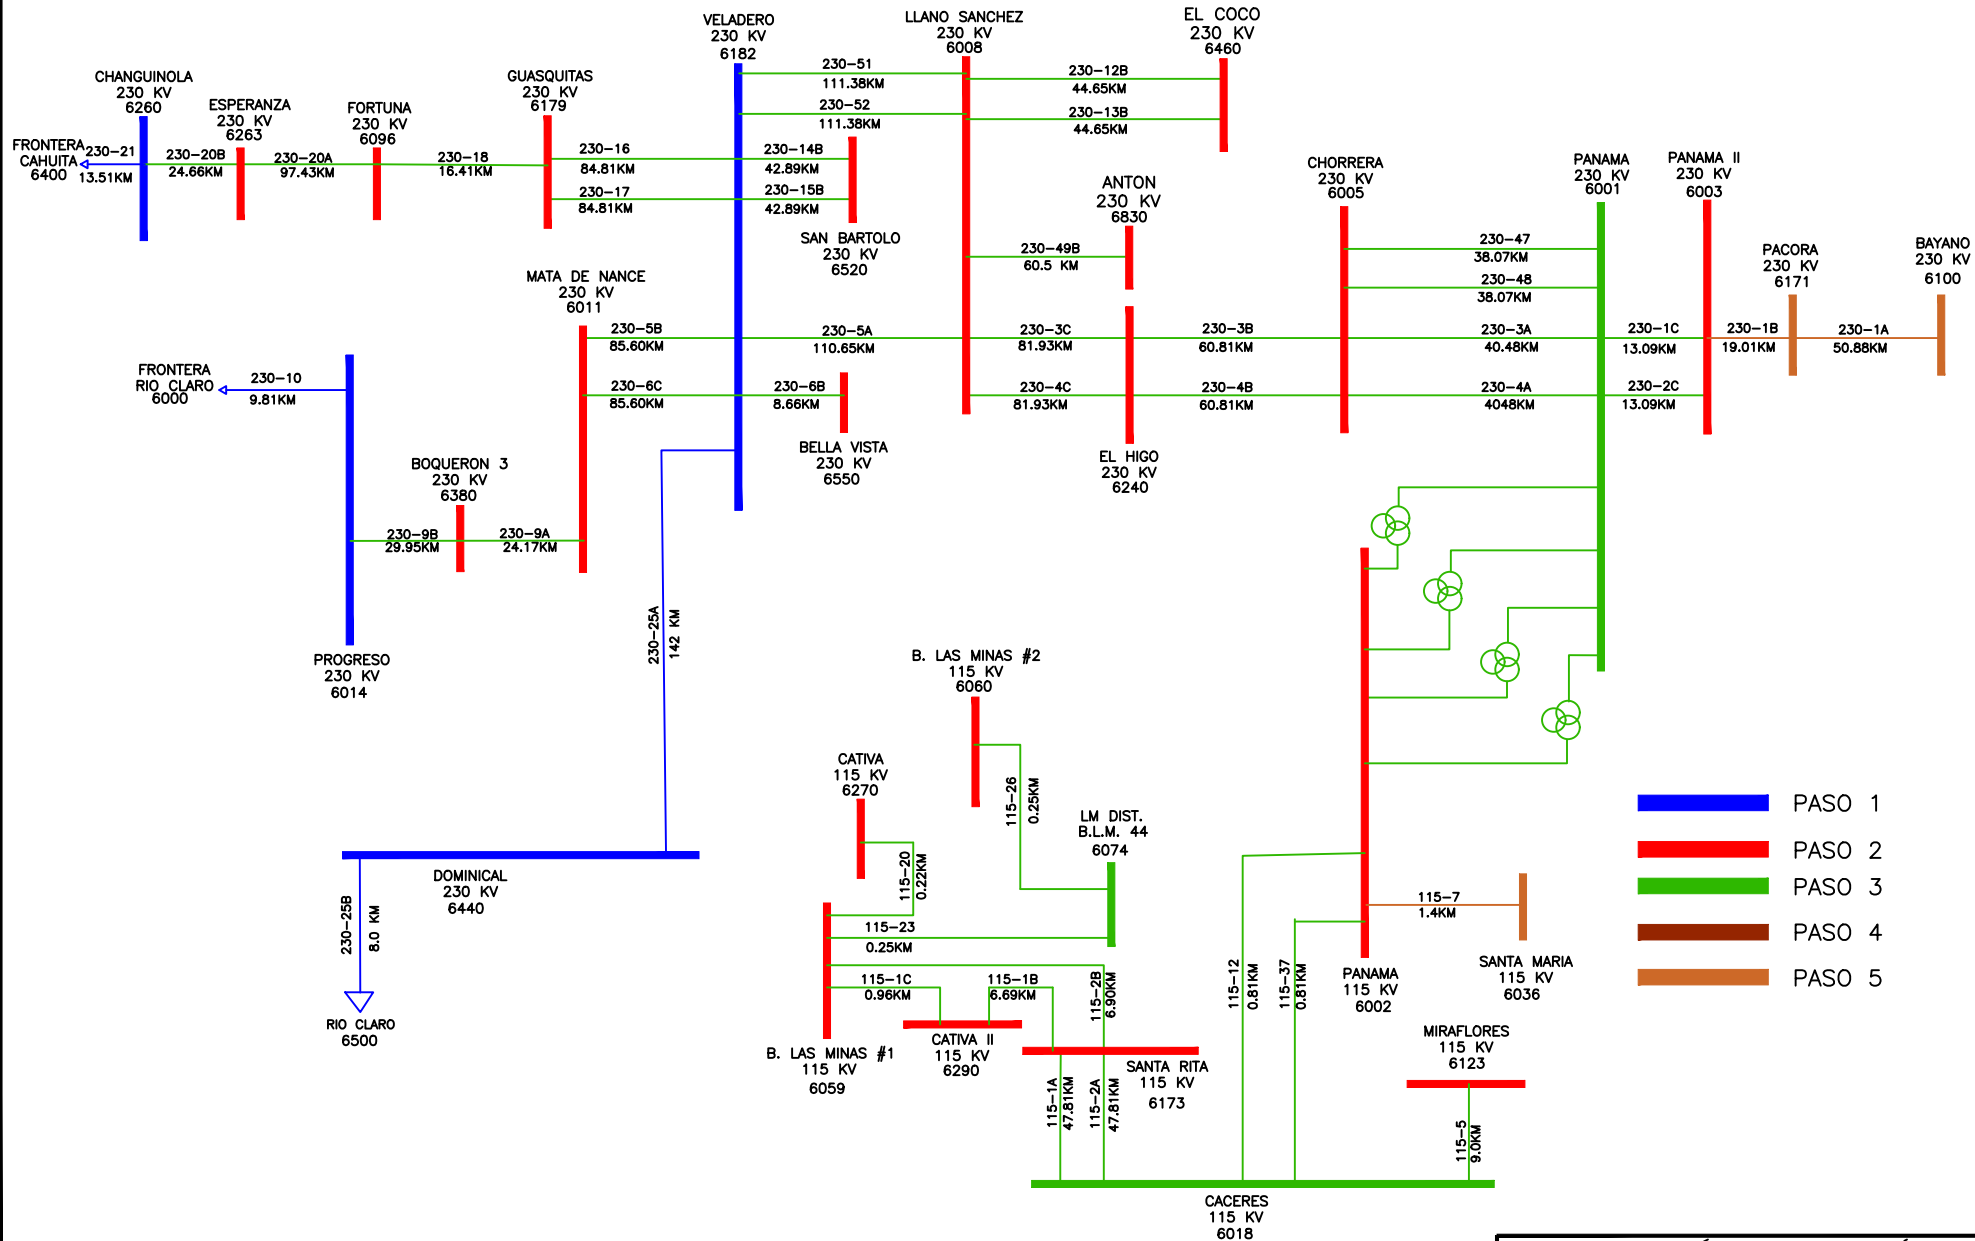 CHANGUINOLA
230 KV
6260
FRONTERA
CAHUITA
6400
230-21
13.51KM
230-20B
24.66KM
ESPERANZA
230 KV
6263
230-20A
97.43KM
FORTUNA
230 KV
6096
230-18
16.41KM
GUASQUITAS
230 KV
6179
230-16
84.81KM
230-17
84.81KM
VELADERO
230 KV
6182
230-51
111.38KM
230-52
111.38KM
230-14B
42.89KM
230-15B
42.89KM
SAN BARTOLO
230 KV
6520
LLANO SANCHEZ
230 KV
6008
230-12B
44.65KM
230-13B
44.65KM
EL COCO
230 KV
6460
ANTON
230 KV
6830
230-49B
60.5 KM
CHORRERA
230 KV
6005
230-47
38.07KM
230-48
38.07KM
PANAMA
230 KV
6001
PANAMA II
230 KV
6003
PACORA
230 KV
6171
BAYANO
230 KV
6100
MATA DE NANCE
230 KV
6011
230-5B
85.60KM
230-5A
110.65KM
230-3C
81.93KM
230-3B
60.81KM
230-3A
40.48KM
230-1C
13.09KM
230-1B
19.01KM
230-1A
50.88KM
230-6C
85.60KM
230-6B
8.66KM
230-4C
81.93KM
230-4B
60.81KM
230-4A
4048KM
230-2C
13.09KM
FRONTERA
RIO CLARO
6000
230-10
9.81KM
BELLA VISTA
230 KV
6550
EL HIGO
230 KV
6240
BOQUERON 3
230 KV
6380
230-9B
29.95KM
230-9A
24.17KM
PROGRESO
230 KV
6014
230-25A
142 KM
DOMINICAL
230 KV
6440
230-25B
8.0 KM
RIO CLARO
6500
B. LAS MINAS #2
115 KV
6060
115-26
0.25KM
CATIVA
115 KV
6270
115-20
0.22KM
LM DIST.
B.L.M. 44
6074
115-23
0.25KM
115-1C
0.96KM
115-1B
6.69KM
115-2B
6.90KM
B. LAS MINAS #1
115 KV
6059
CATIVA II
115 KV
6290
SANTA RITA
115 KV
6173
115-1A
47.81KM
115-2A
47.81KM
115-12
0.81KM
115-37
0.81KM
115-7
1.4KM
PANAMA
115 KV
6002
SANTA MARIA
115 KV
6036
MIRAFLORES
115 KV
6123
115-5
9.0KM
CACERES
115 KV
6018
PASO 1
PASO 2
PASO 3
PASO 4
PASO 5